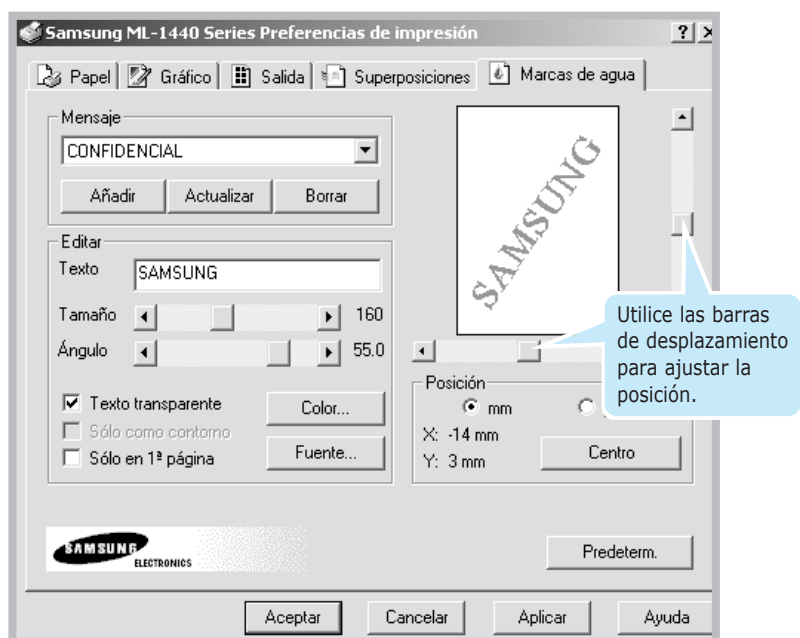 Samsung ML-1440 Series Preferencias de impresión
Papel
Gráfico
Salida
Superposiciones
Marcas de agua
Mensaje
CONFIDENCIAL
Añadir
Actualizar
Borrar
SAMSUNG
Editar
Texto
SAMSUNG
Tamaño
160
Ángulo
55.0
Texto transparente
Color...
Sólo como contorno
Sólo en 1ª página
Fuente...
Utilice las barras
de desplazamiento
para ajustar la
posición.
Posición
mm
X: -14 mm
Y: 3 mm
Centro
SAMSUNG
ELECTRONICS
Predeterm.
Aceptar
Cancelar
Aplicar
Ayuda